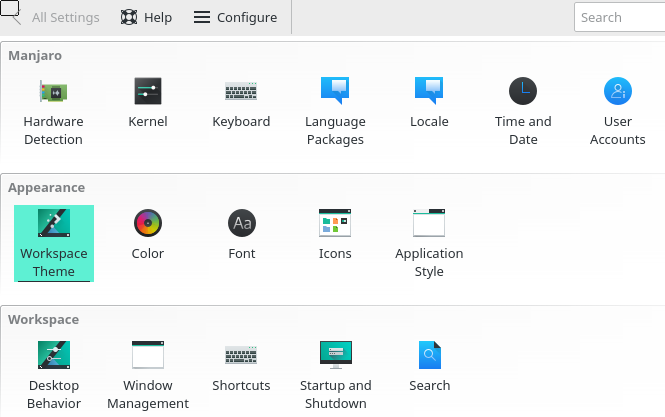 All Settings Help Configure Search
Manjaro
Hardware Kernel Keyboard Language Locale Time and User
Detection Packages Date Accounts
Appearance
Aa
Workspace Color Font Icons Application
Theme Style
Workspace
Desktop Window Shortcuts Startup and Search
Behavior Management Shutdown